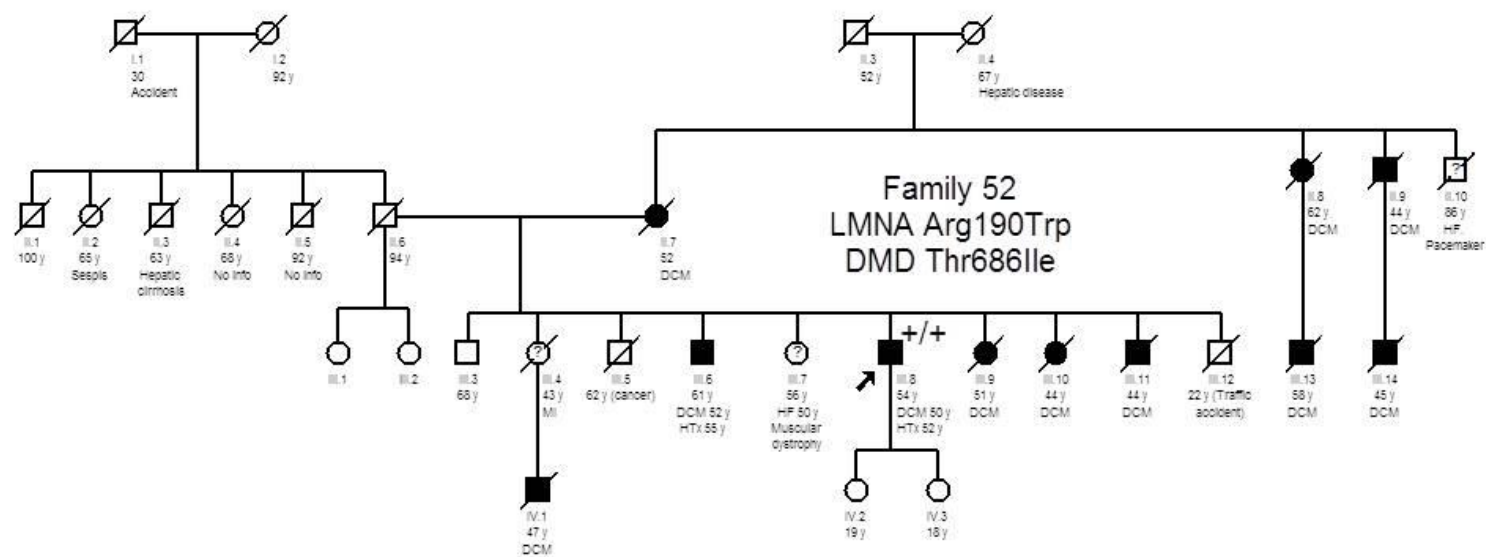 I.1
30
Accident
I.2
92 y
II.3
52 y
II.4
67 y
Hepatic disease
Family 52
LMNA Arg190Trp
DMD Thr686Ile
II.1
100 y
II.2
65 y
Sespis
II.3
63 y
Hepatic
cirrhosis
II.4
68 y
No info
II.5
92 y
No info
II.6
94 y
II.7
52
DCM
II.8
62 y
DCM
II.9
44 y
DCM
?
II.10
86 y
HF.
Pacemaker
III.1
III.2
III.3
68 y
?
III.4
43 y
MI
III.5
62 y (cancer)
III.6
61 y
DCM 52 y
HTx 55 y
?
III.7
56 y
HF 50 y
Muscular
dystrophy
+/+
III.8
54 y
DCM 50 y
HTx 52 y
III.9
51 y
DCM
III.10
44 y
DCM
III.11
44 y
DCM
III.12
22 y (Traffic
accident)
III.13
58 y
DCM
III.14
45 y
DCM
IV.1
47 y
DCM
IV.2
19 y
IV.3
18 y